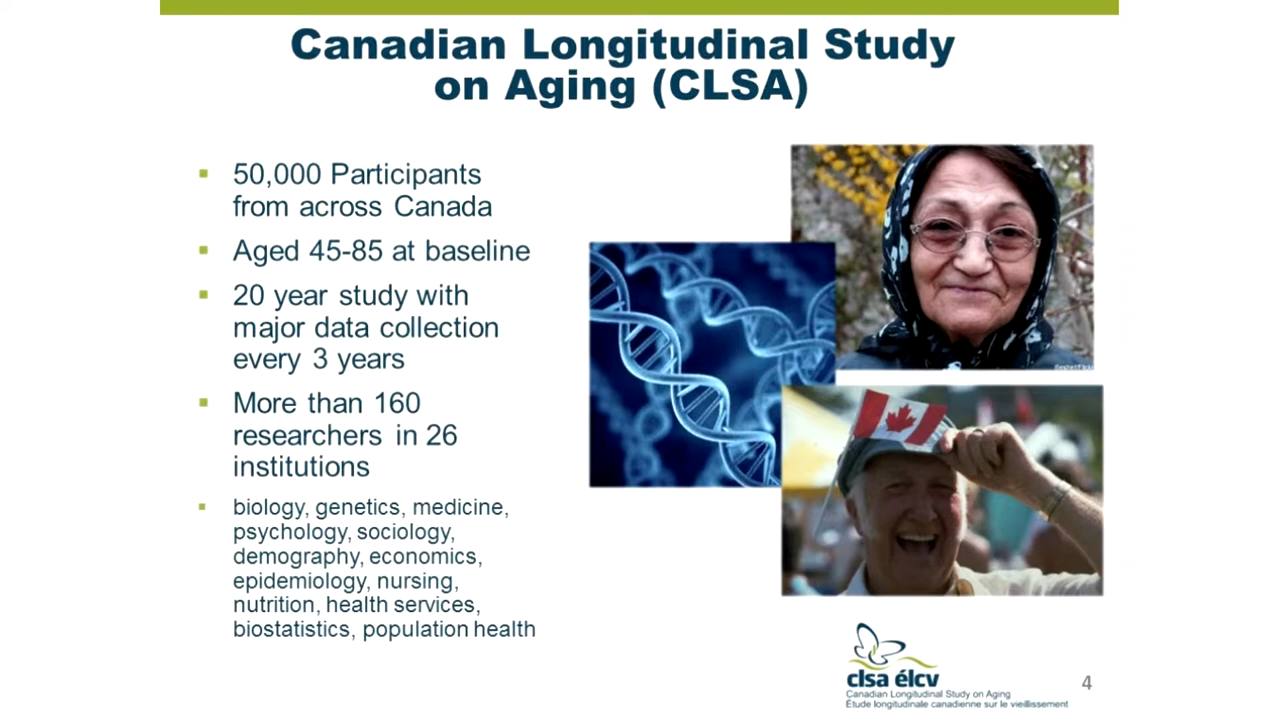 Canadian Longitudinal Study
on Aging (CLSA)
50,000 Participants
from across Canada
Aged 45-85 at baseline
20 year study with
major data collection
every 3 years
More than 160
researchers in 26
institutions
biology, genetics, medicine,
psychology, sociology,
demography, economics,
epidemiology, nursing,
nutrition, health services,
biostatistics, population health
clsa élcv
Canadian Longitudinal Study on Aging
Étude longitudinale canadienne sur le vieillissement
4